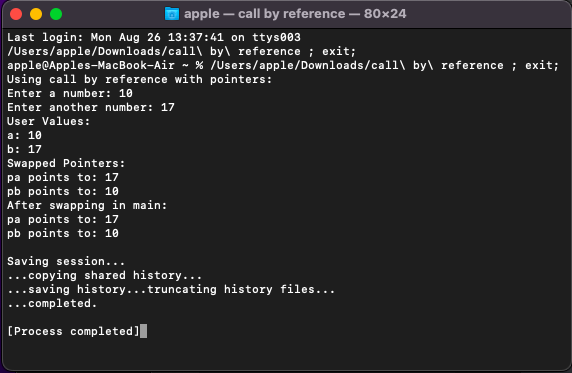 apple — call by reference — 80×24
Last login: Mon Aug 26 13:37:41 on ttys003
/Users/apple/Downloads/call\ by\ reference ; exit;
apple@Apples-MacBook-Air ~ % /Users/apple/Downloads/call\ by\ reference ; exit;
Using call by reference with pointers:
Enter a number: 10
Enter another number: 17
User Values:
a: 10
b: 17
Swapped Pointers:
pa points to: 17
pb points to: 10
After swapping in main:
pa points to: 17
pb points to: 10
Saving session...
...copying shared history...
...saving history...truncating history files...
...completed.
[Process completed]